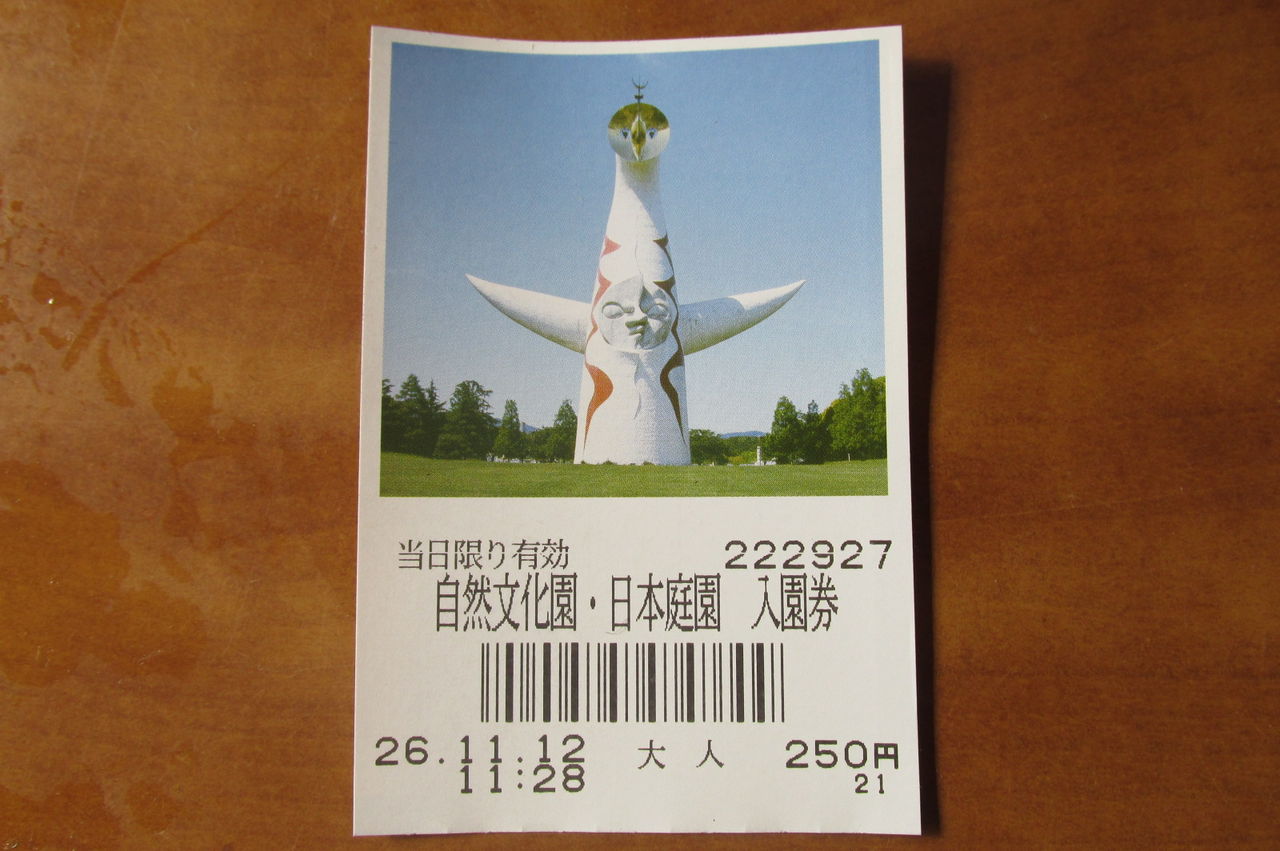 当日限り有効 222927
自然文化園・日本庭園 入園券
26.11.12 大人 250円
11:28 21